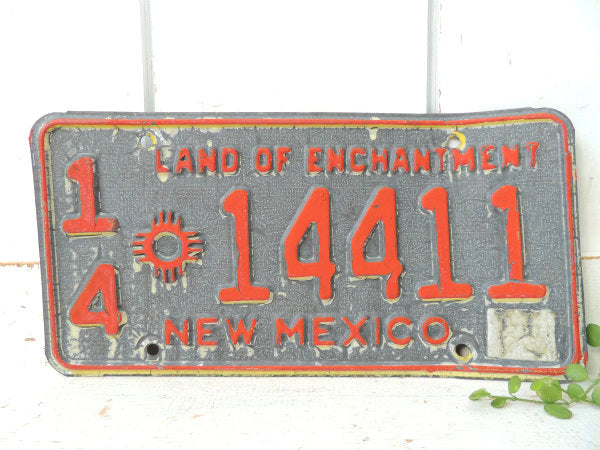 LAND OF ENCHANTMENT
1
4
14411
NEW MEXICO